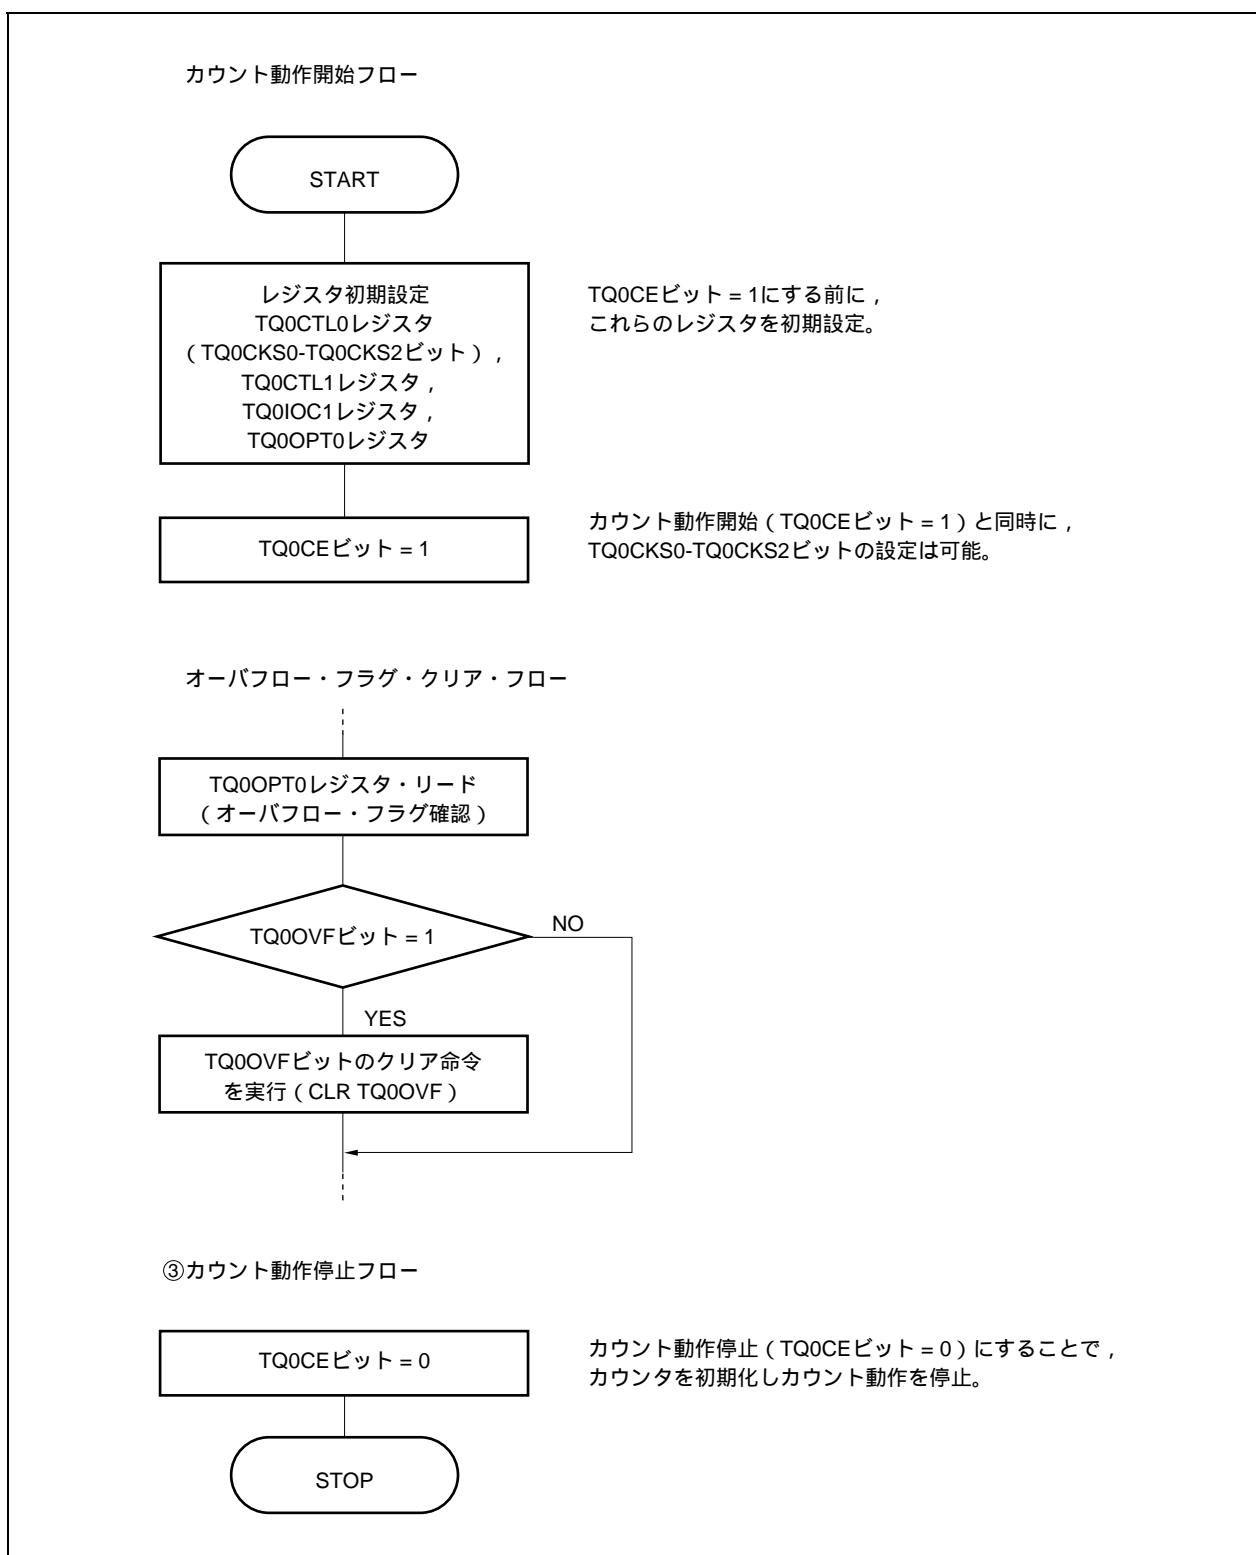 カウント動作開始フロー
START
レジスタ初期設定
TQ0CTL0レジスタ
（TQ0CKS0-TQ0CKS2ビット），
TQ0CTL1レジスタ，
TQ0IOC1レジスタ，
TQ0OPT0レジスタ
TQ0CEビット = 1にする前に，
これらのレジスタを初期設定。
TQ0CEビット = 1
カウント動作開始（TQ0CEビット = 1）と同時に，
TQ0CKS0-TQ0CKS2ビットの設定は可能。
オーバフロー・フラグ・クリア・フロー
TQ0OPT0レジスタ・リード
（オーバフロー・フラグ確認）
TQ0OVFビット = 1
NO
YES
TQ0OVFビットのクリア命令
を実行（CLR TQ0OVF）
③カウント動作停止フロー
TQ0CEビット = 0
カウント動作停止（TQ0CEビット = 0）にすることで，
カウンタを初期化しカウント動作を停止。
STOP